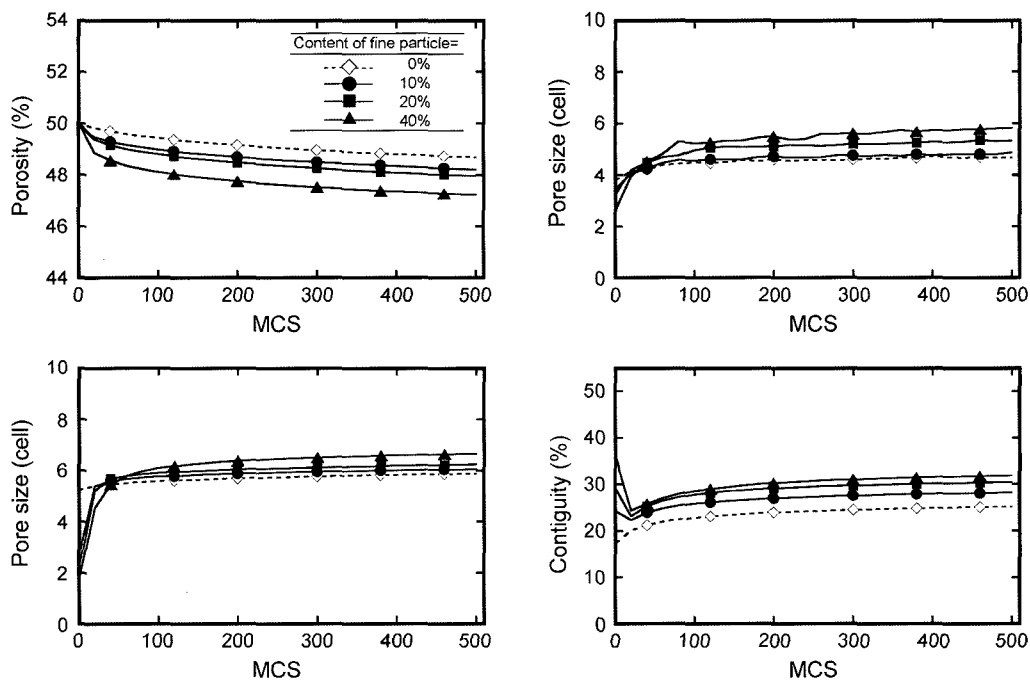 54
52
50
48
46
44
Porosity (%)
Content of fine particle=
0%
10%
20%
40%
0 100 200 300 400 500
MCS
10
8
6
4
2
0
Pore size (cell)
0 100 200 300 400 500
MCS
10
8
6
4
2
0
Pore size (cell)
0 100 200 300 400 500
MCS
50
40
30
20
10
0
Contiguity (%)
0 100 200 300 400 500
MCS